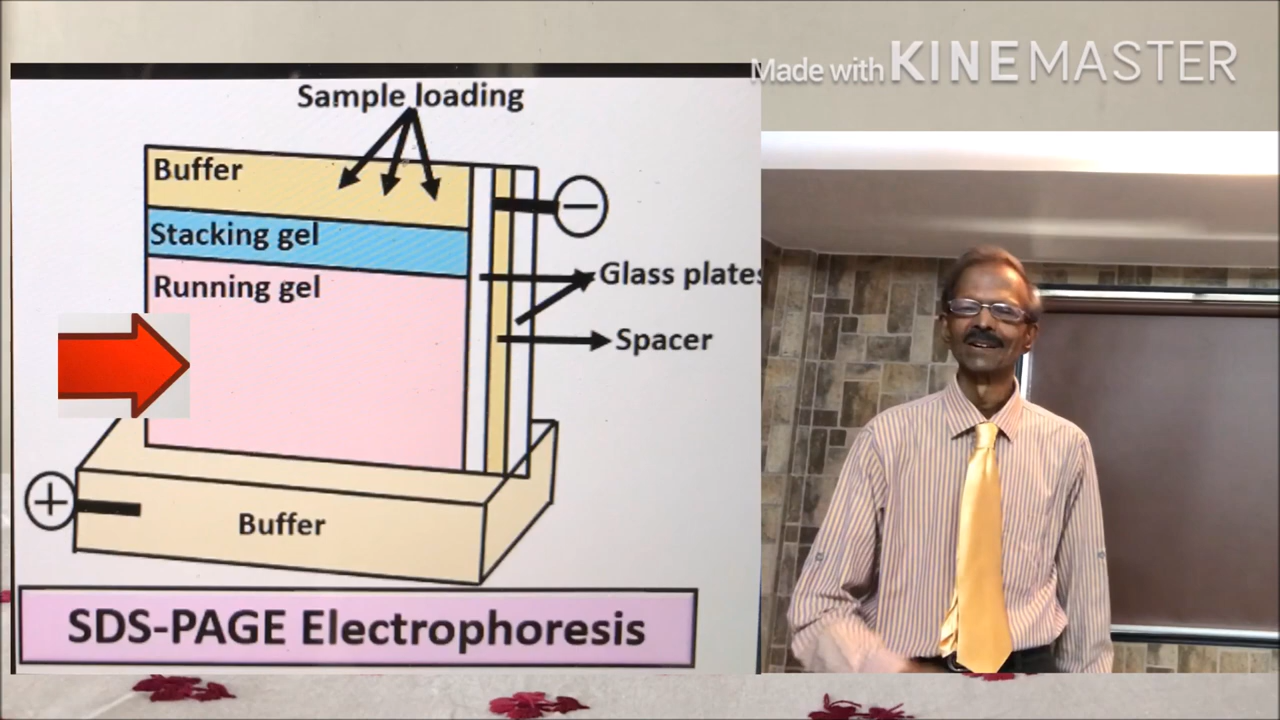 Made with KINEMASTER
Sample loading
Buffer
−
Stacking gel
Glass plates
Running gel
Spacer
+
Buffer
SDS-PAGE Electrophoresis